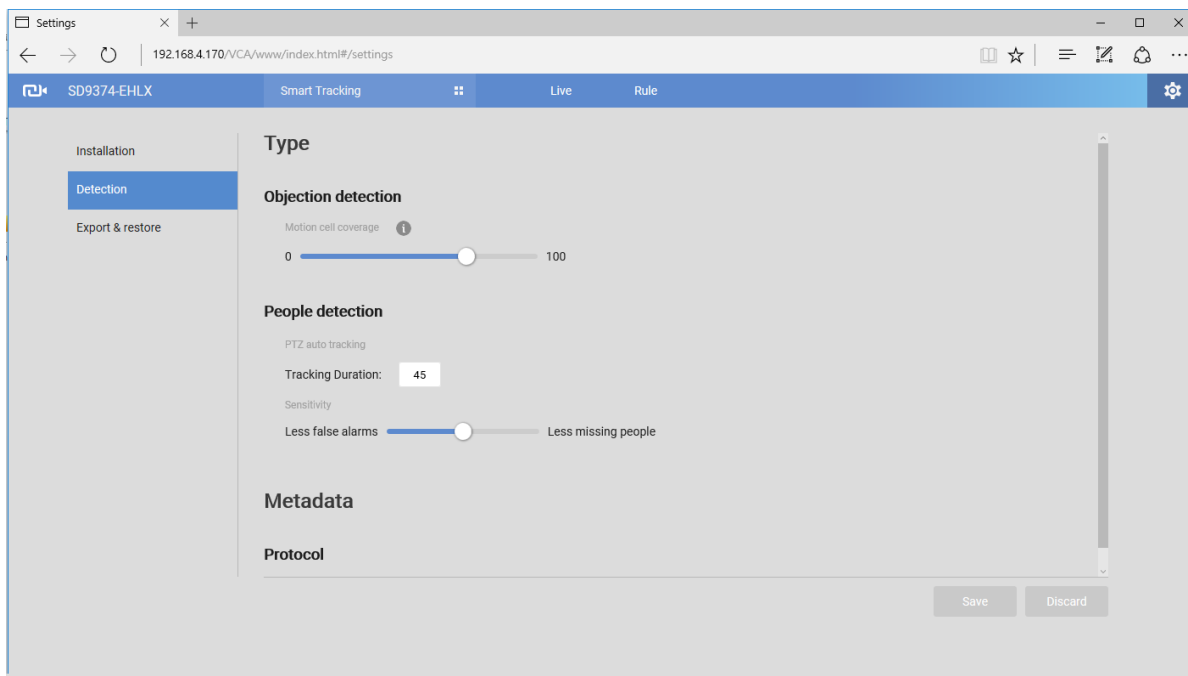 Settings
192.168.4.170/VCA/www/index.html#/settings
SD9374-EHLX
Smart Tracking
Live
Rule
Installation
Detection
Export & restore
Type
Objection detection
Motion cell coverage
0
100
People detection
PTZ auto tracking
Tracking Duration: 45
Sensitivity
Less false alarms
Less missing people
Metadata
Protocol
Save
Discard